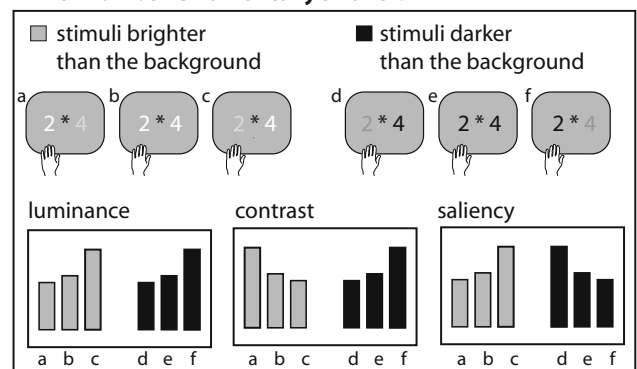 stimuli brighter
than the background
stimuli darker
than the background
a
2 * 4
b
2 * 4
c
2 * 4
d
2 * 4
e
2 * 4
f
2 * 4
luminance
a b c d e f
contrast
a b c d e f
saliency
a b c d e f